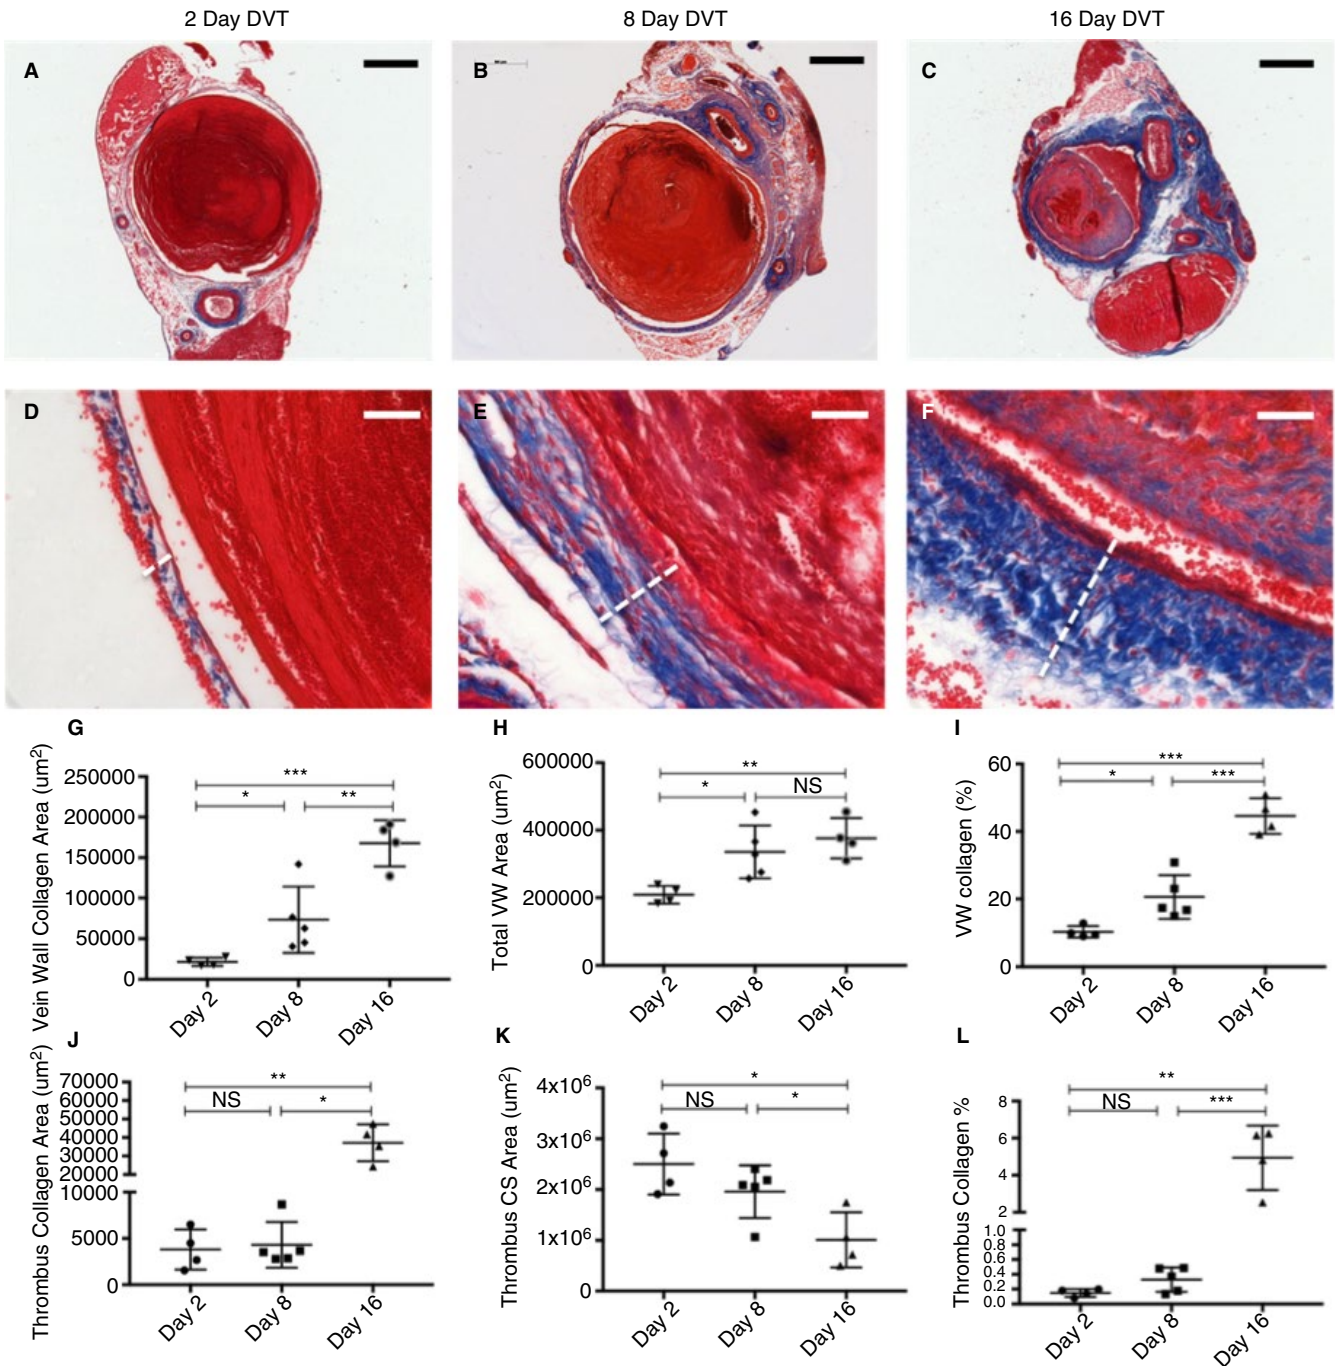 2 Day DVT
8 Day DVT
16 Day DVT
A
B
C
D
E
F
G
Vein Wall Collagen Area (um²)
250000
200000
150000
100000
50000
0
***
*
**
Day 2
Day 8
Day 16
H
Total VW Area (um²)
600000
400000
200000
0
**
*
NS
Day 2
Day 8
Day 16
I
VW collagen (%)
60
40
20
0
***
*
***
Day 2
Day 8
Day 16
J
Thrombus Collagen Area (um²)
70000
60000
50000
40000
30000
20000
10000
5000
0
**
NS
*
Day 2
Day 8
Day 16
K
Thrombus CS Area (um²)
4x10⁶
3x10⁶
2x10⁶
1x10⁶
0
*
NS
*
Day 2
Day 8
Day 16
L
Thrombus Collagen %
8
6
4
2
1.0
0.8
0.6
0.4
0.2
0.0
**
NS
***
Day 2
Day 8
Day 16